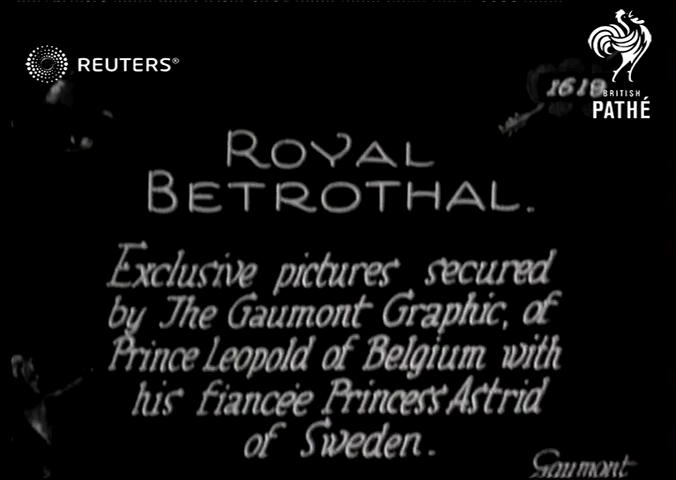 REUTERS®
1618
BRITISH
PATHÉ
ROYAL
BETROTHAL.
Exclusive pictures secured
by The Gaumont Graphic, of
Prince Leopold of Belgium with
his fiancée Princess Astrid
of Sweden.
Gaumont